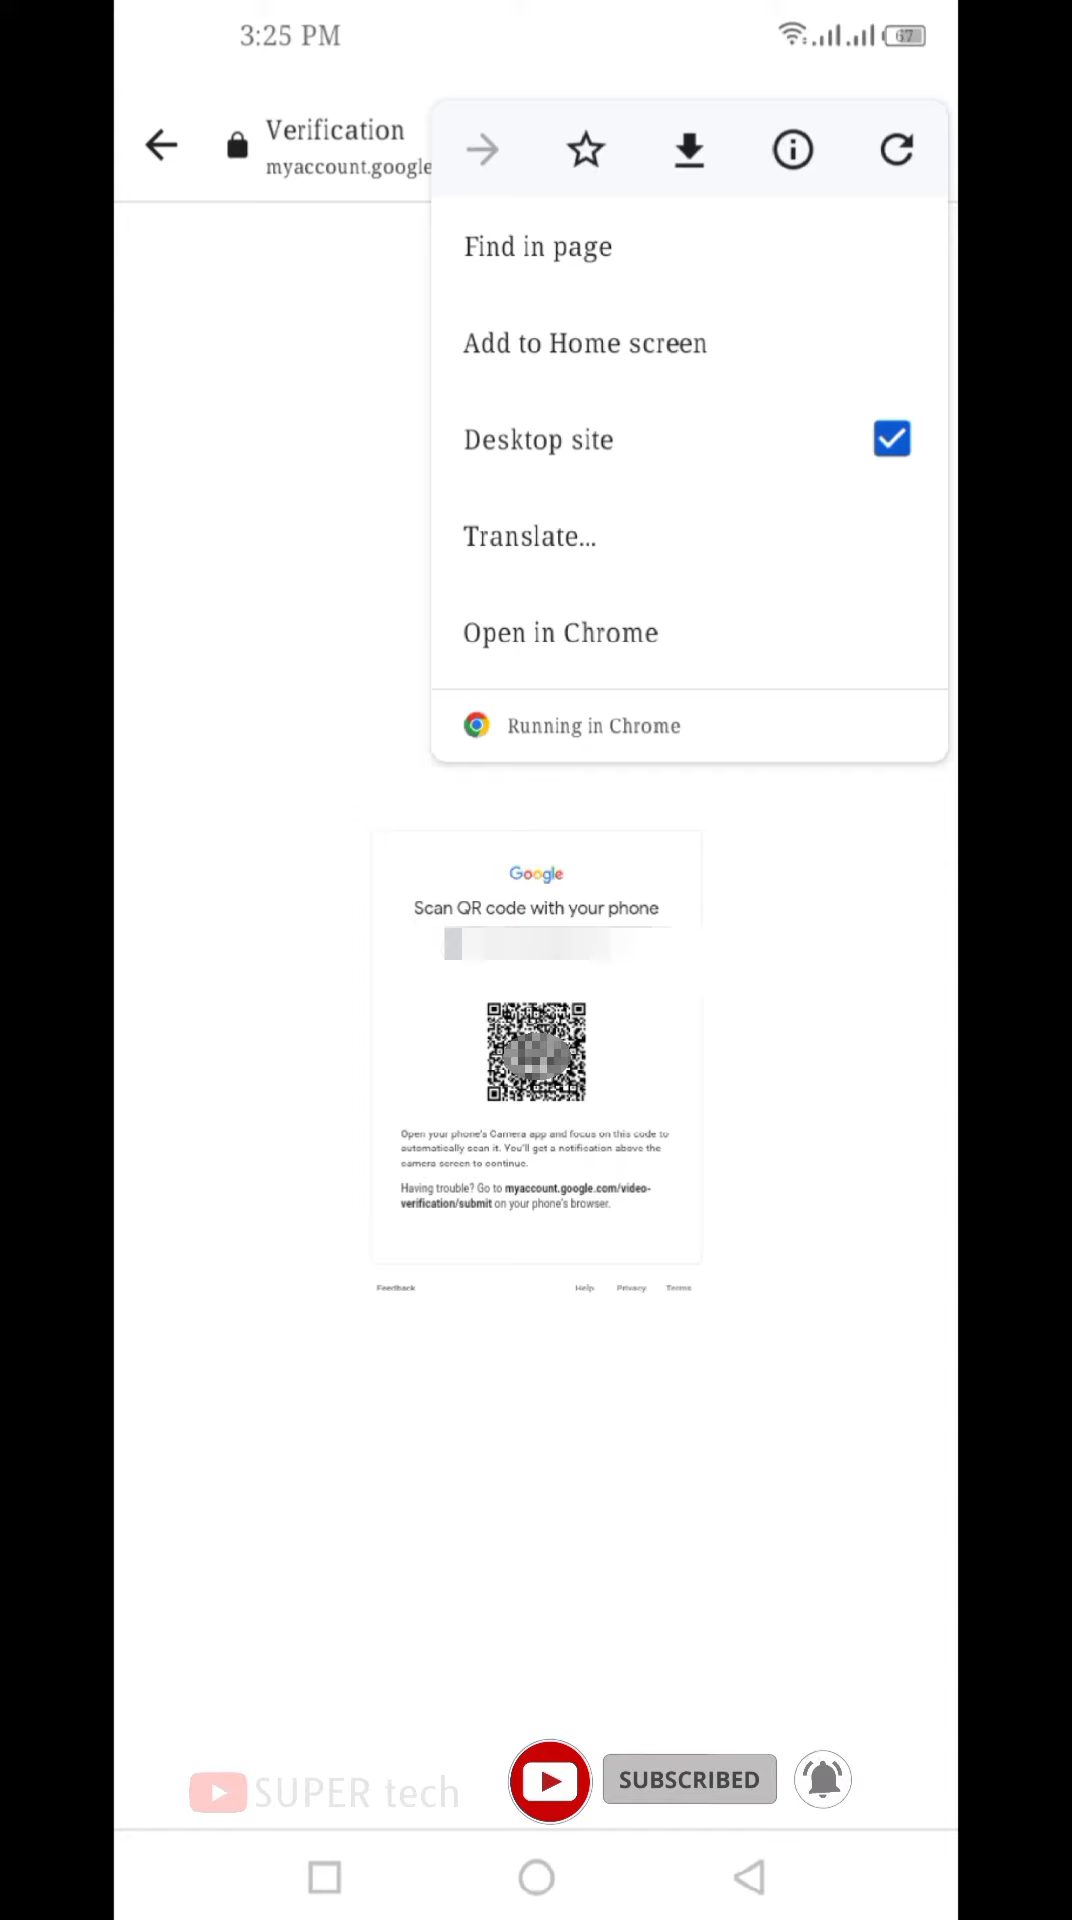 3:25 PM
67
Verification
myaccount.google
Find in page
Add to Home screen
Desktop site
Translate...
Open in Chrome
Running in Chrome
Google
Scan QR code with your phone
Open your phone's Camera app and focus on this code to
automatically scan it. You'll get a notification above the
camera screen to continue.
Having trouble? Go to myaccount.google.com/video-
verification/submit on your phone's browser.
Feedback
Help Privacy Terms
SUPER tech
SUBSCRIBED